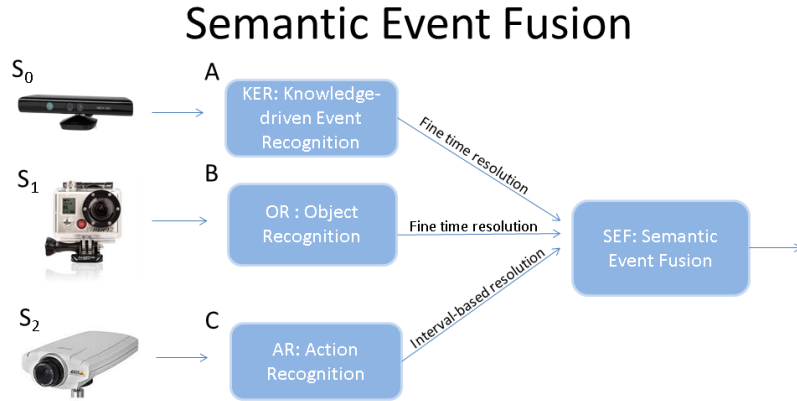 Semantic Event Fusion
S0
A
KER: Knowledge-
driven Event
Recognition
Fine time resolution
S1
B
OR : Object
Recognition
Fine time resolution
SEF: Semantic
Event Fusion
S2
C
AR: Action
Recognition
Interval-based resolution